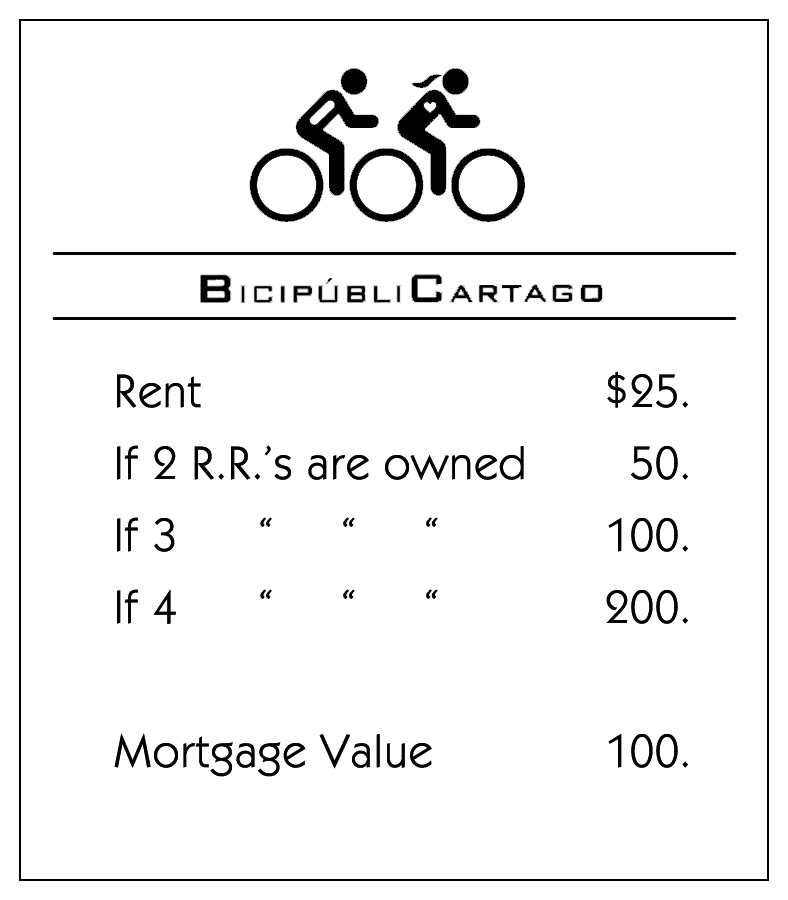 BICIPÚBLICARTAGO
Rent $25.
If 2 R.R.’s are owned 50.
If 3 “ “ “ 100.
If 4 “ “ “ 200.
Mortgage Value 100.